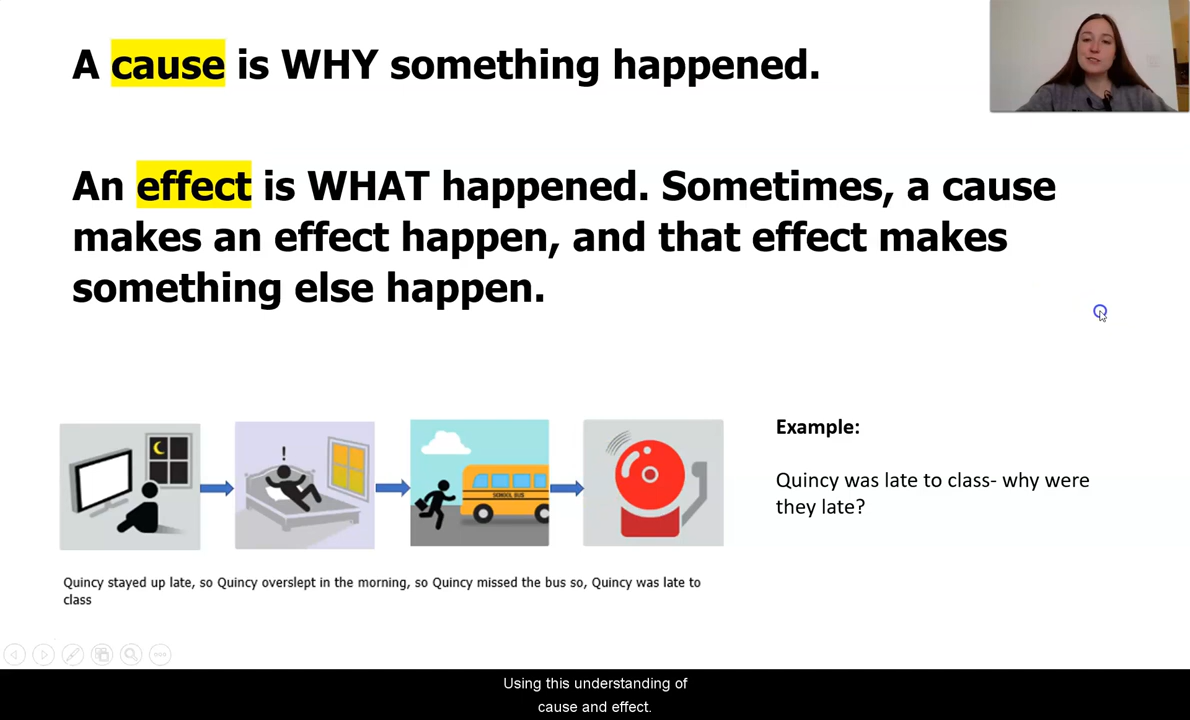 A cause is WHY something happened.
An effect is WHAT happened. Sometimes, a cause
makes an effect happen, and that effect makes
something else happen.
SCHOOL BUS
Example:
Quincy was late to class- why were
they late?
Quincy stayed up late, so Quincy overslept in the morning, so Quincy missed the bus so, Quincy was late to
class
Using this understanding of
cause and effect.